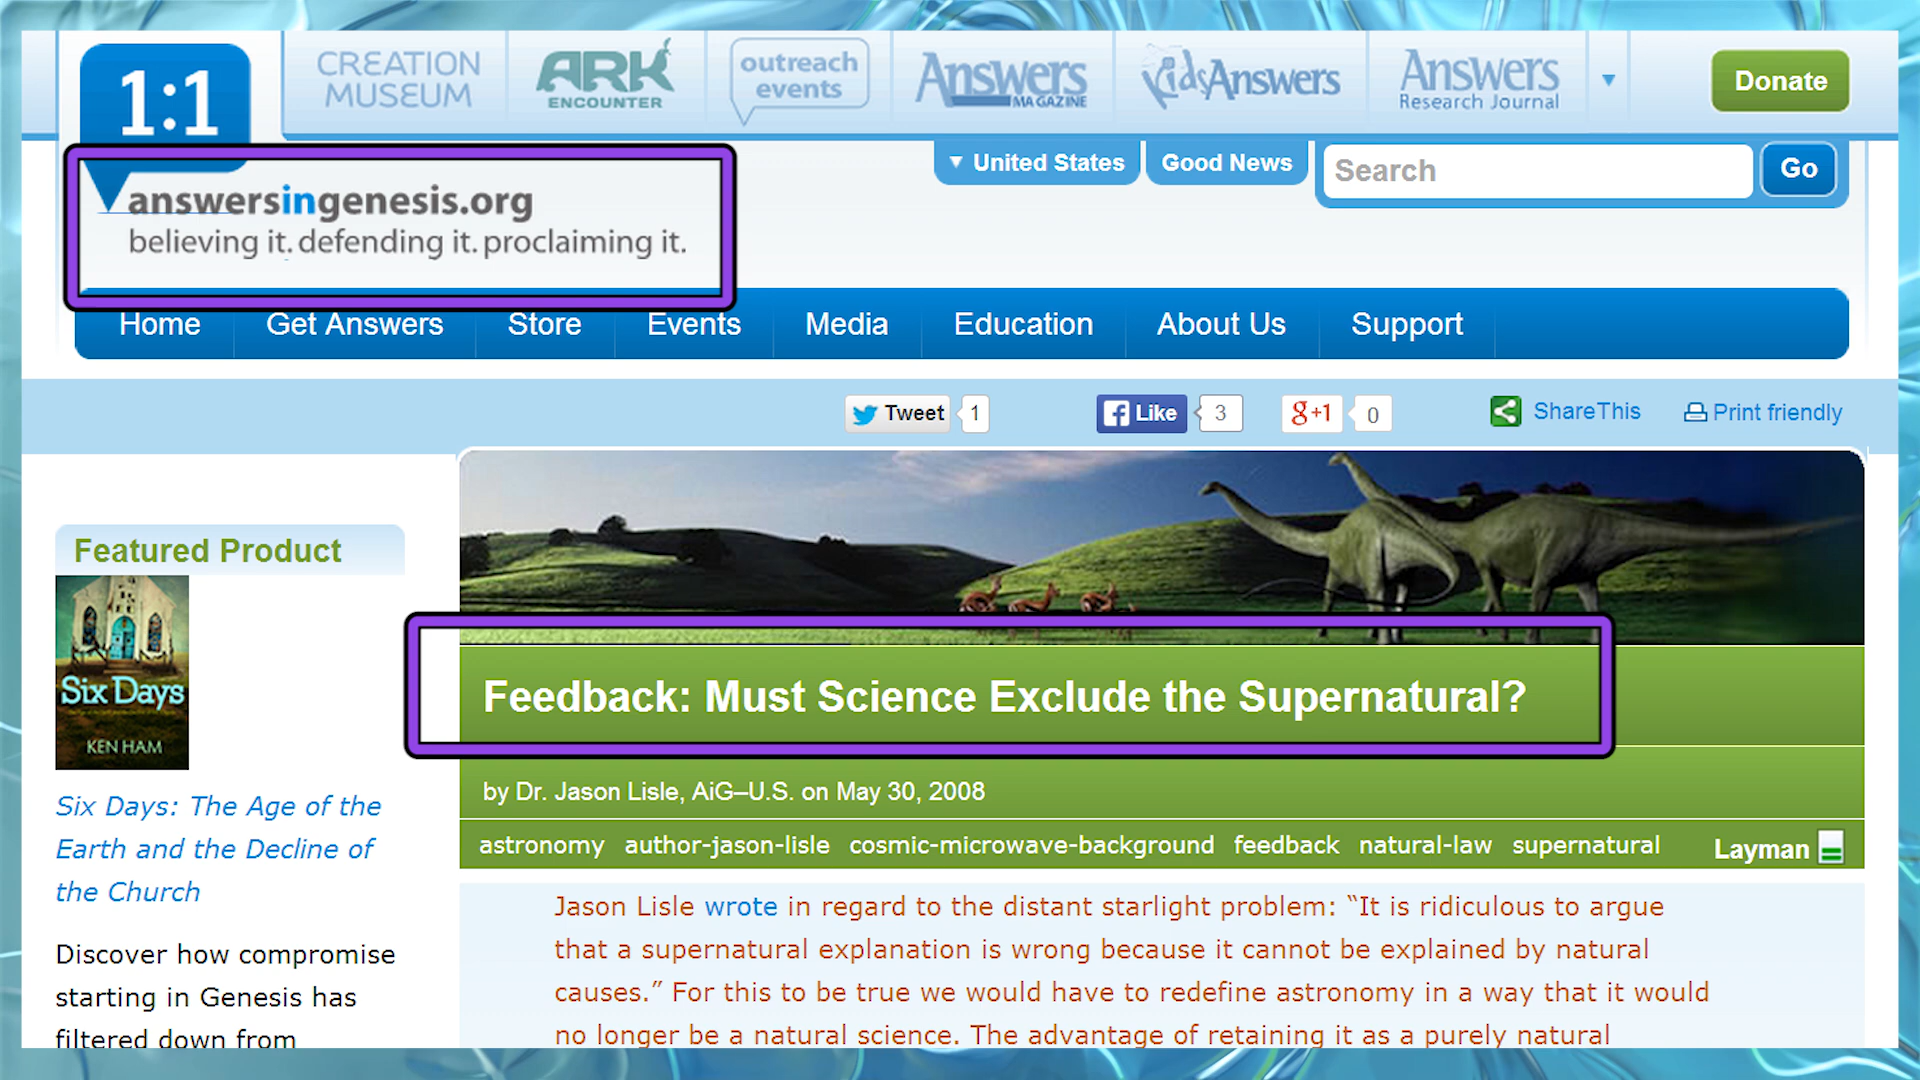 1:1
CREATION
MUSEUM
ARK
ENCOUNTER
outreach
events
Answers
MAGAZINE
KidsAnswers
Answers
Research Journal
Donate
answersingenesis.org
believing it. defending it. proclaiming it.
United States
Good News
Search
Go
Home
Get Answers
Store
Events
Media
Education
About Us
Support
Tweet
1
Like
3
g+1
0
ShareThis
Print friendly
Featured Product
Six Days
KEN HAM
Six Days: The Age of the
Earth and the Decline of
the Church
Discover how compromise
starting in Genesis has
filtered down from
Feedback: Must Science Exclude the Supernatural?
by Dr. Jason Lisle, AiG–U.S. on May 30, 2008
astronomy author-jason-lisle cosmic-microwave-background feedback natural-law supernatural
Layman
Jason Lisle wrote in regard to the distant starlight problem: “It is ridiculous to argue
that a supernatural explanation is wrong because it cannot be explained by natural
causes.” For this to be true we would have to redefine astronomy in a way that it would
no longer be a natural science. The advantage of retaining it as a purely natural